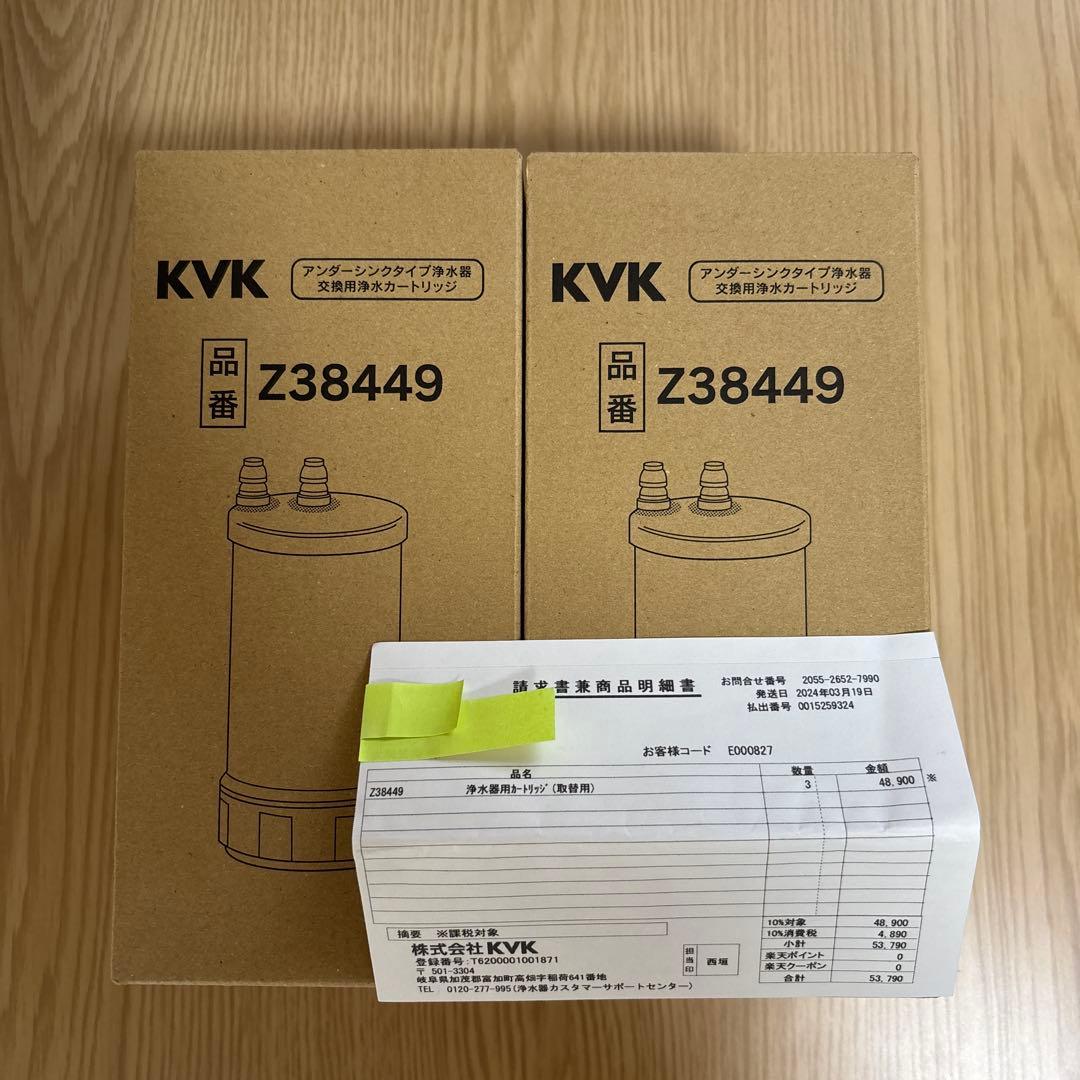 KVK
アンダーシンクタイプ浄水器
交換用浄水カートリッジ
品番 Z38449
KVK
アンダーシンクタイプ浄水器
交換用浄水カートリッジ
品番 Z38449
請求書兼商品明細書
お問合せ番号 2055-2652-7990
発送日 2024年03月19日
払出番号 0015259324
お客様コード E000827
品名 数量 金額
Z38449 浄水器用ｶｰﾄﾘｯｼﾞ(取替用) 3 48,900 ※
摘要 ※課税対象
10%対象 48,900
10%消費税 4,890
小計 53,790
楽天ポイント 0
楽天クーポン 0
合計 53,790
株式会社KVK
登録番号:T6200001001871
〒 501-3304
岐阜県加茂郡富加町高畑字稲荷641番地
TEL 0120-277-995(浄水器カスタマーサポートセンター)
担当印 西垣